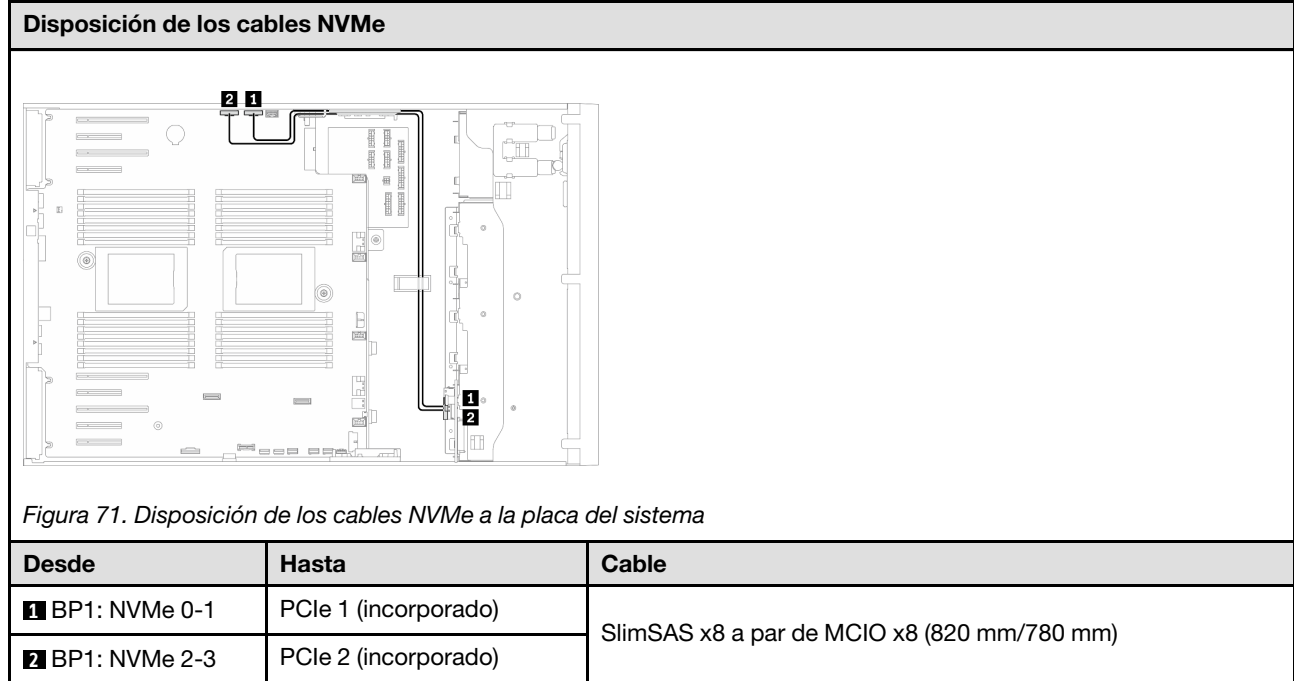 Disposición de los cables NVMe
2 1
1
2
Figura 71. Disposición de los cables NVMe a la placa del sistema
Desde Hasta Cable
1 BP1: NVMe 0-1 PCIe 1 (incorporado) SlimSAS x8 a par de MCIO x8 (820 mm/780 mm)
2 BP1: NVMe 2-3 PCIe 2 (incorporado)